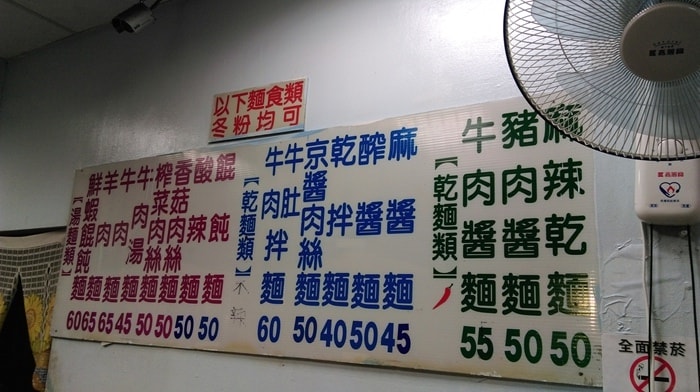 以下麵食類
冬粉均可
【湯麵類】
鮮蝦餛飩麵 60
羊肉麵 65
牛肉麵 65
牛肉湯麵 45
榨菜肉絲麵 50
香菇肉絲麵 50
酸辣麵 50
餛飩麵 50
【乾麵類】
牛肉
牛肚
拌麵 60
京醬肉絲麵 50
乾拌麵 40
醡醬麵 50
麻醬麵 45
【乾麵類】
牛肉醬麵 55
豬肉醬麵 50
麻辣乾麵 50
全面禁菸